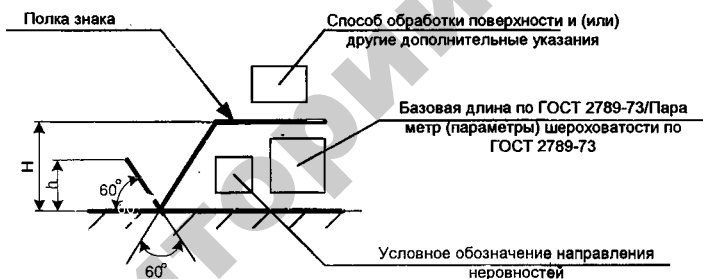 Полка знака
Способ обработки поверхности и (или)
другие дополнительные указания
Базовая длина по ГОСТ 2789-73/Пара
метр (параметры) шероховатости по
ГОСТ 2789-73
H
h
60°
60°
Условное обозначение направления
неровностей